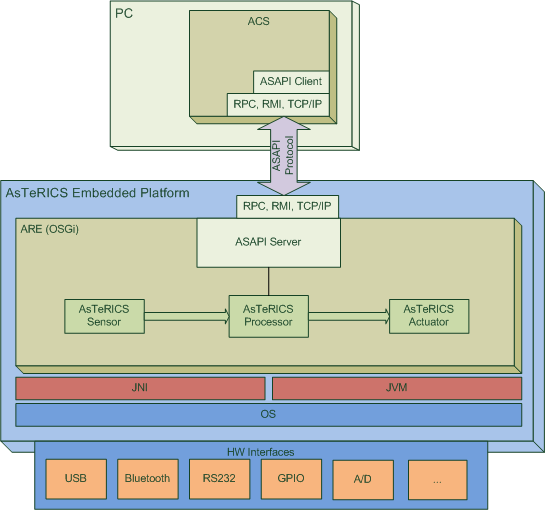 PC
ACS
ASAPI Client
RPC, RMI, TCP/IP
ASAPI
Protocol
AsTeRICS Embedded Platform
RPC, RMI, TCP/IP
ARE (OSGi)
ASAPI Server
AsTeRICS
Sensor
AsTeRICS
Processor
AsTeRICS
Actuator
JNI
JVM
OS
HW Interfaces
USB
Bluetooth
RS232
GPIO
A/D
...